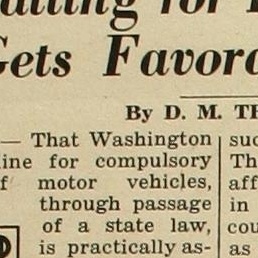 for
Gets Favora
By D. M. TH
— That Washington
ine for compulsory
f motor vehicles,
through passage
of a state law,
is practically as-
suc
Th
aff
in
cou
as